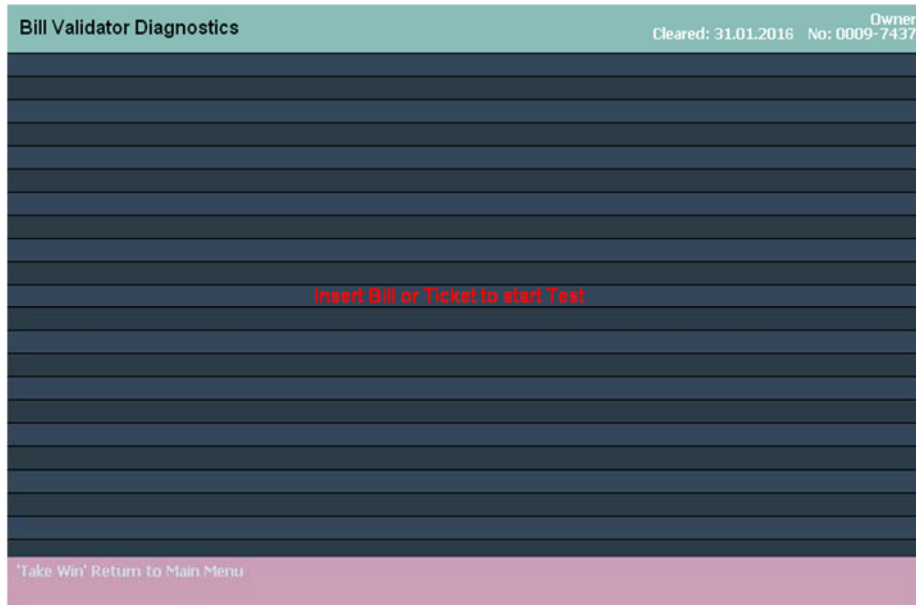 Bill Validator Diagnostics
Owner
Cleared: 31.01.2016 No: 0009-7437
Insert Bill or Ticket to start Test
'Take Win' Return to Main Menu